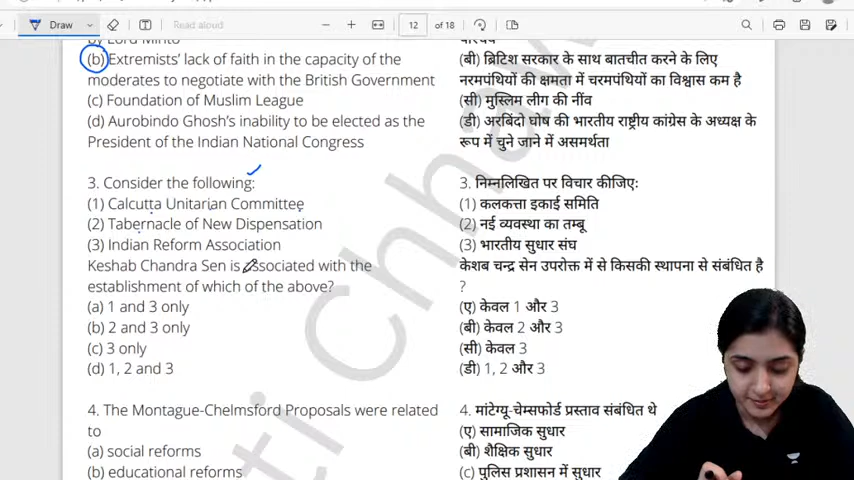 Draw
Read aloud
12
of 18
by Lord Minto
(b) Extremists' lack of faith in the capacity of the
moderates to negotiate with the British Government
(c) Foundation of Muslim League
(d) Aurobindo Ghosh's inability to be elected as the
President of the Indian National Congress
3. Consider the following:
(1) Calcutta Unitarian Committee
(2) Tabernacle of New Dispensation
(3) Indian Reform Association
Keshab Chandra Sen is associated with the
establishment of which of the above?
(a) 1 and 3 only
(b) 2 and 3 only
(c) 3 only
(d) 1, 2 and 3
4. The Montague-Chelmsford Proposals were related
to
(a) social reforms
(b) educational reforms
(बी) ब्रिटिश सरकार के साथ बातचीत करने के लिए
नरमपंथियों की क्षमता में चरमपंथियों का विश्वास कम है
(सी) मुस्लिम लीग की नींव
(डी) अरबिंदो घोष की भारतीय राष्ट्रीय कांग्रेस के अध्यक्ष के
रूप में चुने जाने में असमर्थता
3. निम्नलिखित पर विचार कीजिए:
(1) कलकत्ता इकाई समिति
(2) नई व्यवस्था का तम्बू
(3) भारतीय सुधार संघ
केशब चन्द्र सेन उपरोक्त में से किसकी स्थापना से संबंधित है
?
(ए) केवल 1 और 3
(बी) केवल 2 और 3
(सी) केवल 3
(डी) 1, 2 और 3
4. मांटेग्यू-चेम्सफोर्ड प्रस्ताव संबंधित थे
(ए) सामाजिक सुधार
(बी) शैक्षिक सुधार
(c) पुलिस प्रशासन में सुधार